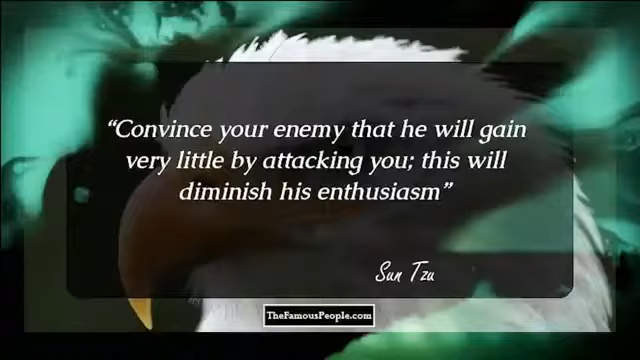 “Convince your enemy that he will gain
very little by attacking you; this will
diminish his enthusiasm”
Sun Tzu
TheFamousPeople.com